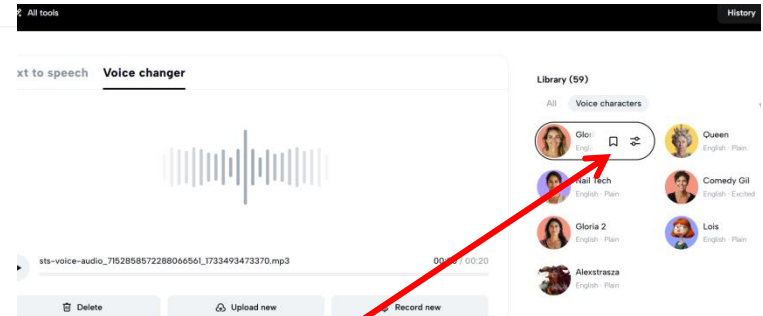 All tools
History
xt to speech Voice changer
Library (59)
All Voice characters
Glor
Engli
Queen
English · Plain
Nail Tech
English · Plain
Comedy Gil
English · Excited
Gloria 2
English · Plain
Lois
English · Plain
Alexstrasza
English · Plain
sts-voice-audio_7152858572288066561_1733493473370.mp3
/ 00:20
Delete
Upload new
Record new